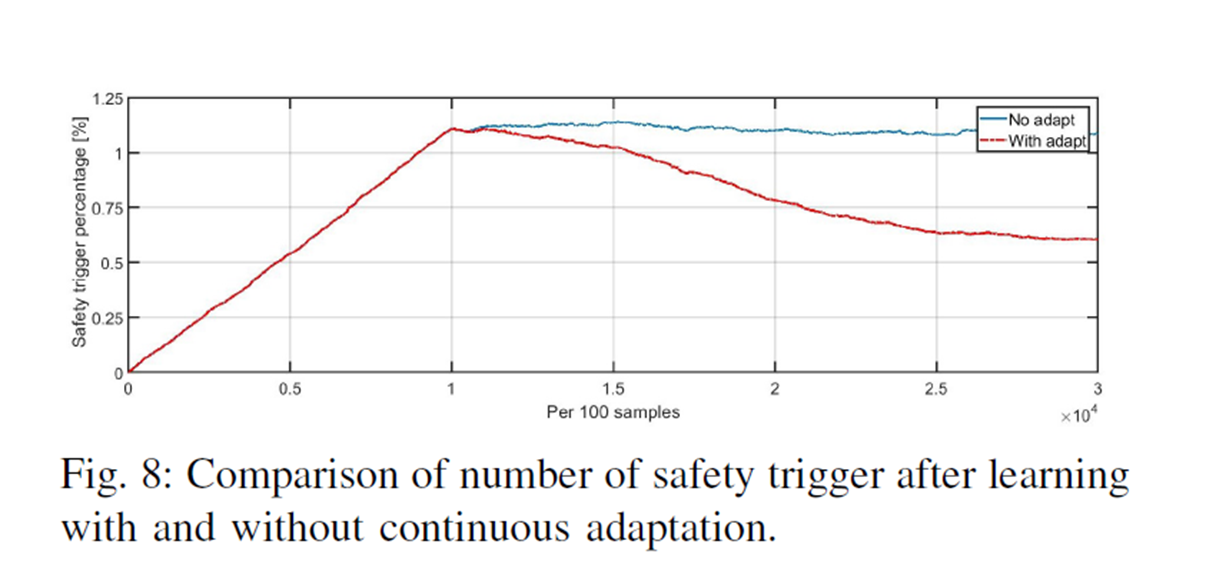 1.25
1
0.75
0.5
0.25
0
Safety trigger percentage [%]
No adapt
With adapt
0 0.5 1 1.5 2 2.5 3
×10⁴
Per 100 samples
Fig. 8: Comparison of number of safety trigger after learning
with and without continuous adaptation.